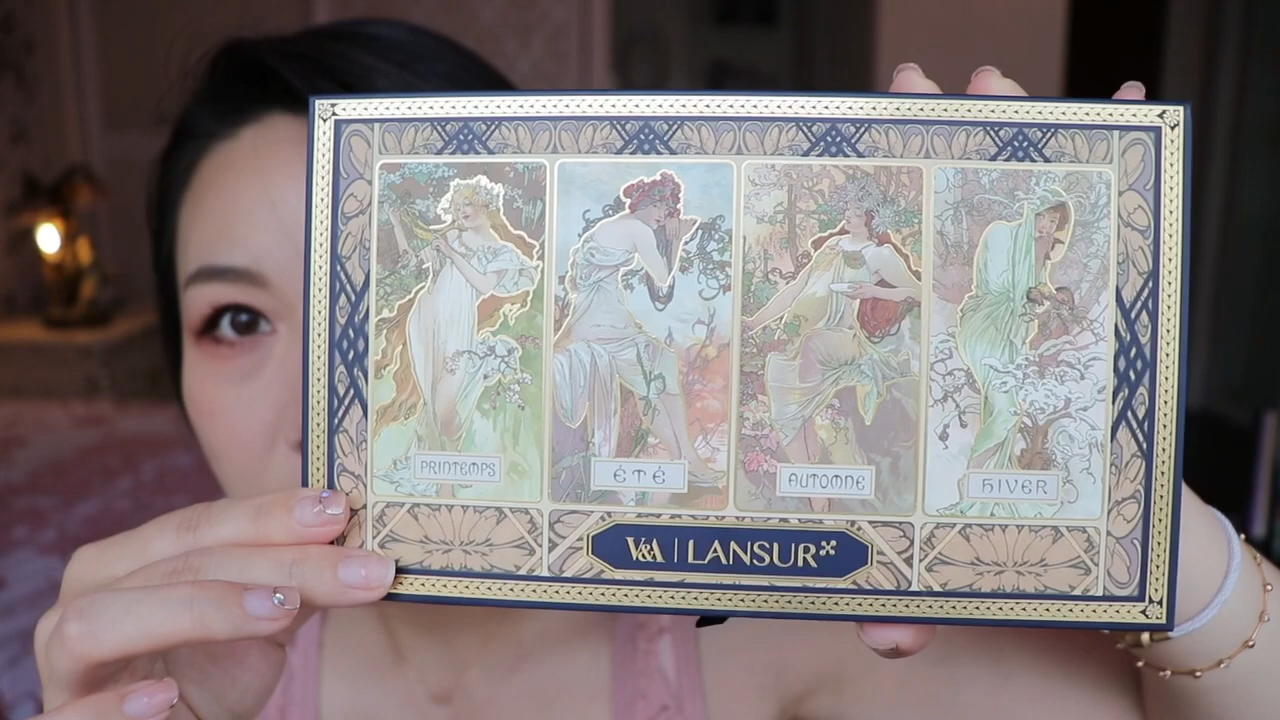 PRINTEMPS
ÉTÉ
AUTOMNE
HIVER
V&A | LANSUR